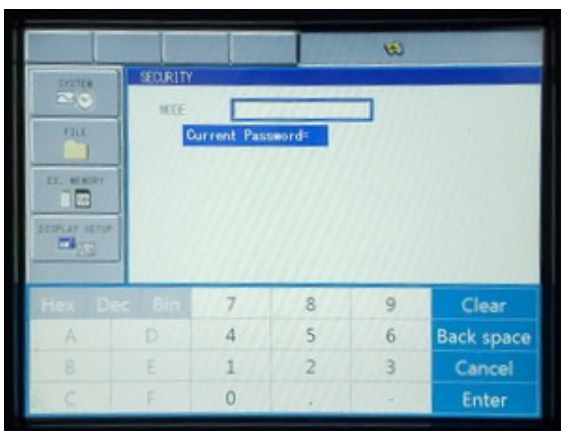 SECURITY
SYSTEM
MODE
Current Password=
FILE
EX. MEMORY
DISPLAY SETUP
Hex Dec Bin 7 8 9 Clear
A D 4 5 6 Back space
B E 1 2 3 Cancel
C F 0 . - Enter